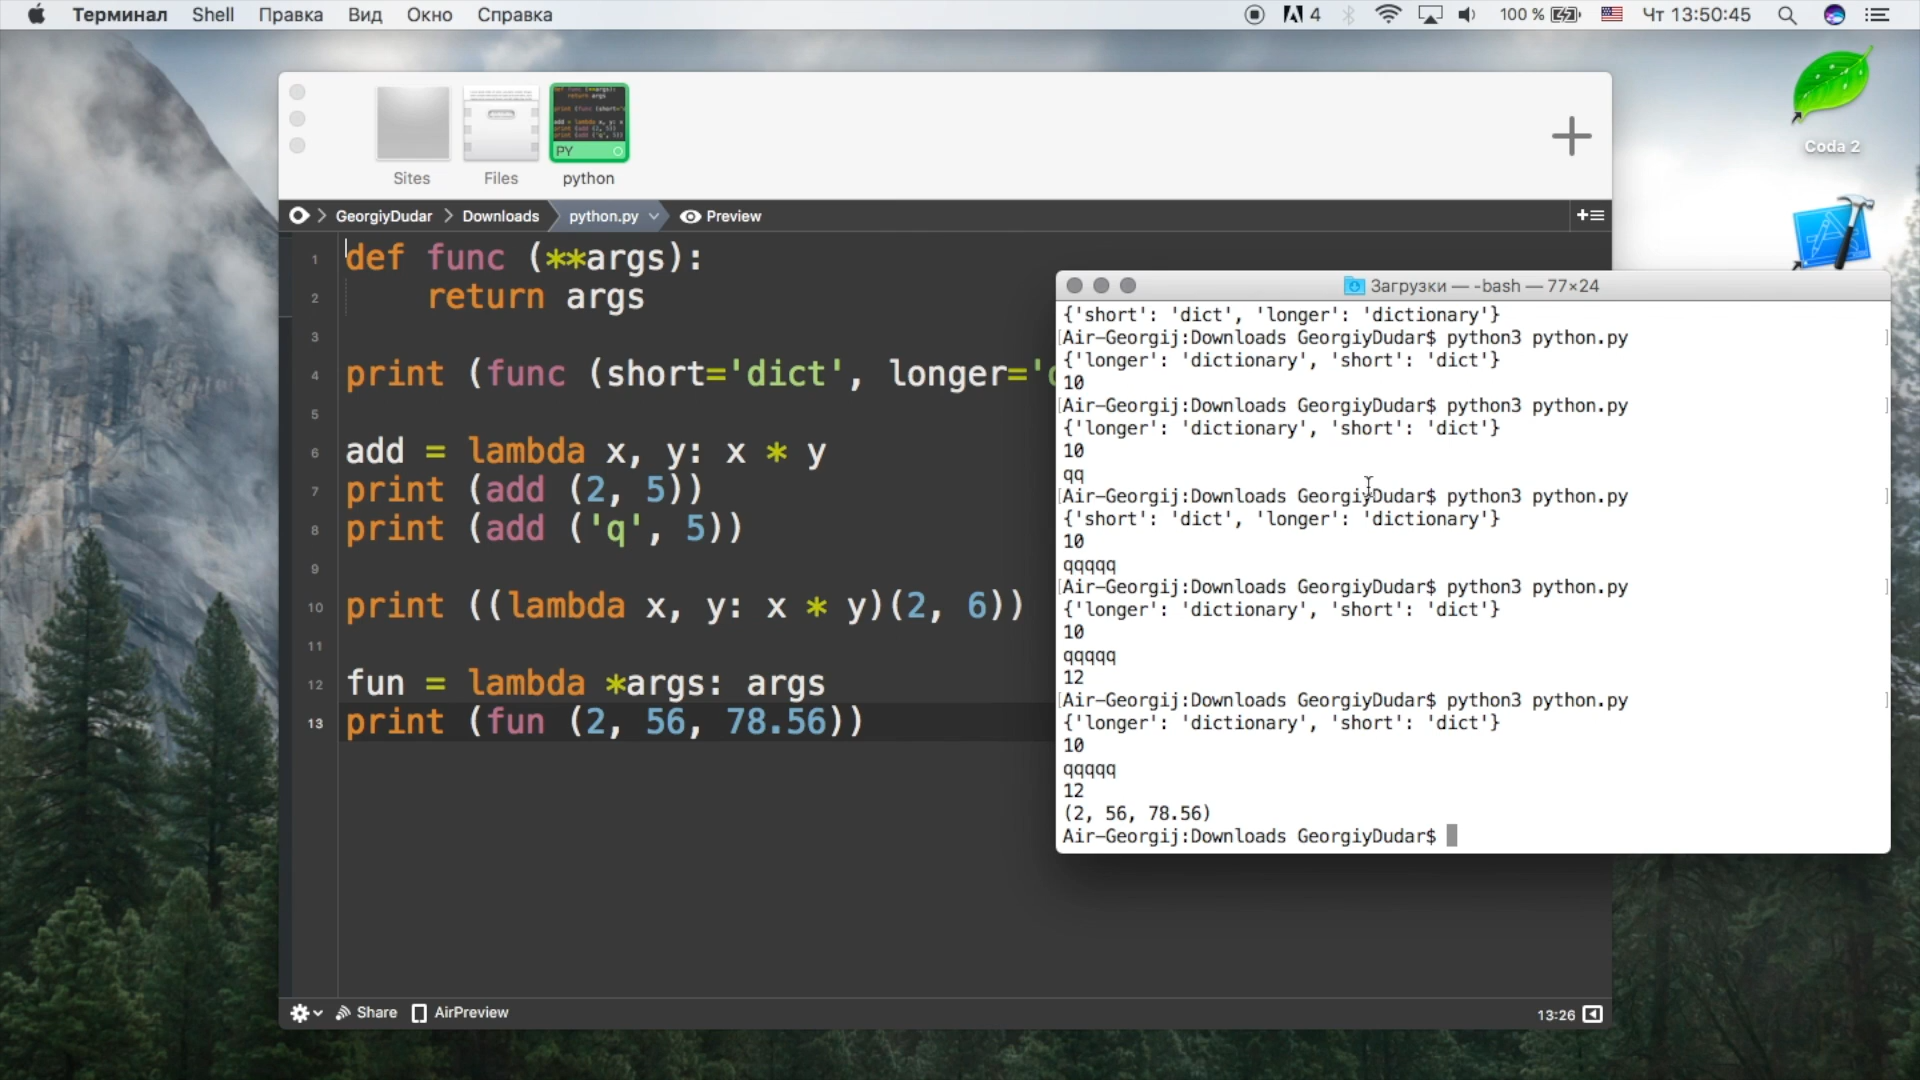 Терминал Shell Правка Вид Окно Справка 4 100 % Чт 13:50:45
Coda 2
PY
Sites Files python
GeorgiyDudar Downloads python.py Preview
1 def func (**args):
2 return args
3
4 print (func (short='dict', longer='
5
6 add = lambda x, y: x * y
7 print (add (2, 5))
8 print (add ('q', 5))
9
10 print ((lambda x, y: x * y)(2, 6))
11
12 fun = lambda *args: args
13 print (fun (2, 56, 78.56))
Share AirPreview 13:26
Загрузки — -bash — 77×24
{'short': 'dict', 'longer': 'dictionary'}
[Air-Georgij:Downloads GeorgiyDudar$ python3 python.py ]
{'longer': 'dictionary', 'short': 'dict'}
10
[Air-Georgij:Downloads GeorgiyDudar$ python3 python.py ]
{'longer': 'dictionary', 'short': 'dict'}
10
qq
[Air-Georgij:Downloads GeorgiyDudar$ python3 python.py ]
{'short': 'dict', 'longer': 'dictionary'}
10
qqqqq
[Air-Georgij:Downloads GeorgiyDudar$ python3 python.py ]
{'longer': 'dictionary', 'short': 'dict'}
10
qqqqq
12
[Air-Georgij:Downloads GeorgiyDudar$ python3 python.py ]
{'longer': 'dictionary', 'short': 'dict'}
10
qqqqq
12
(2, 56, 78.56)
Air-Georgij:Downloads GeorgiyDudar$